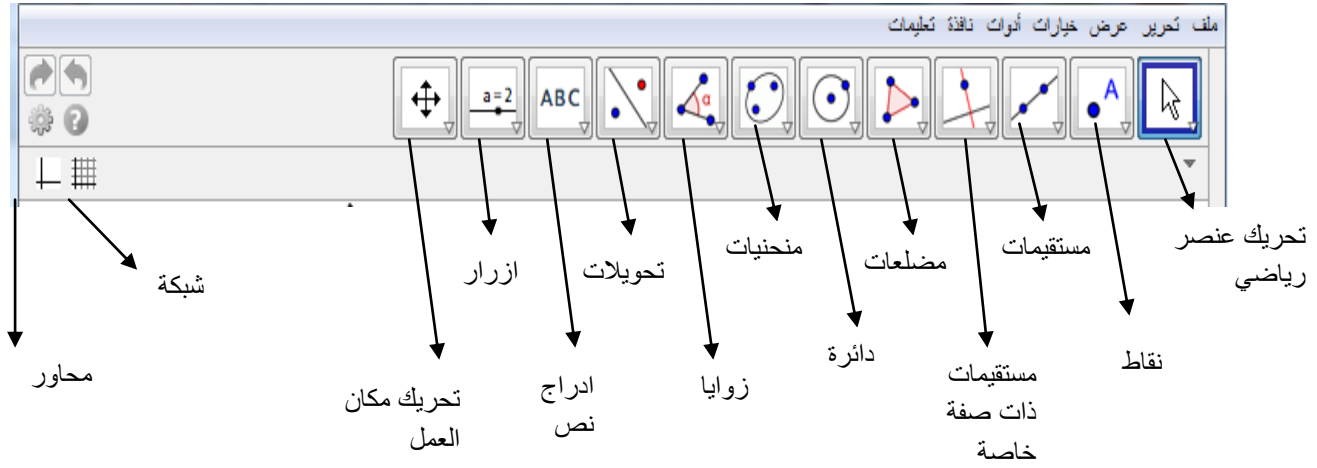 ملف تحرير عرض خيارات أدوات نافذة تعليمات
A
α
ABC
a=2
تحريك عنصر
رياضي
نقاط
مستقيمات
مستقيمات
ذات صفة
خاصة
مضلعات
دائرة
منحنيات
زوايا
تحويلات
ادراج
نص
ازرار
تحريك مكان
العمل
شبكة
محاور